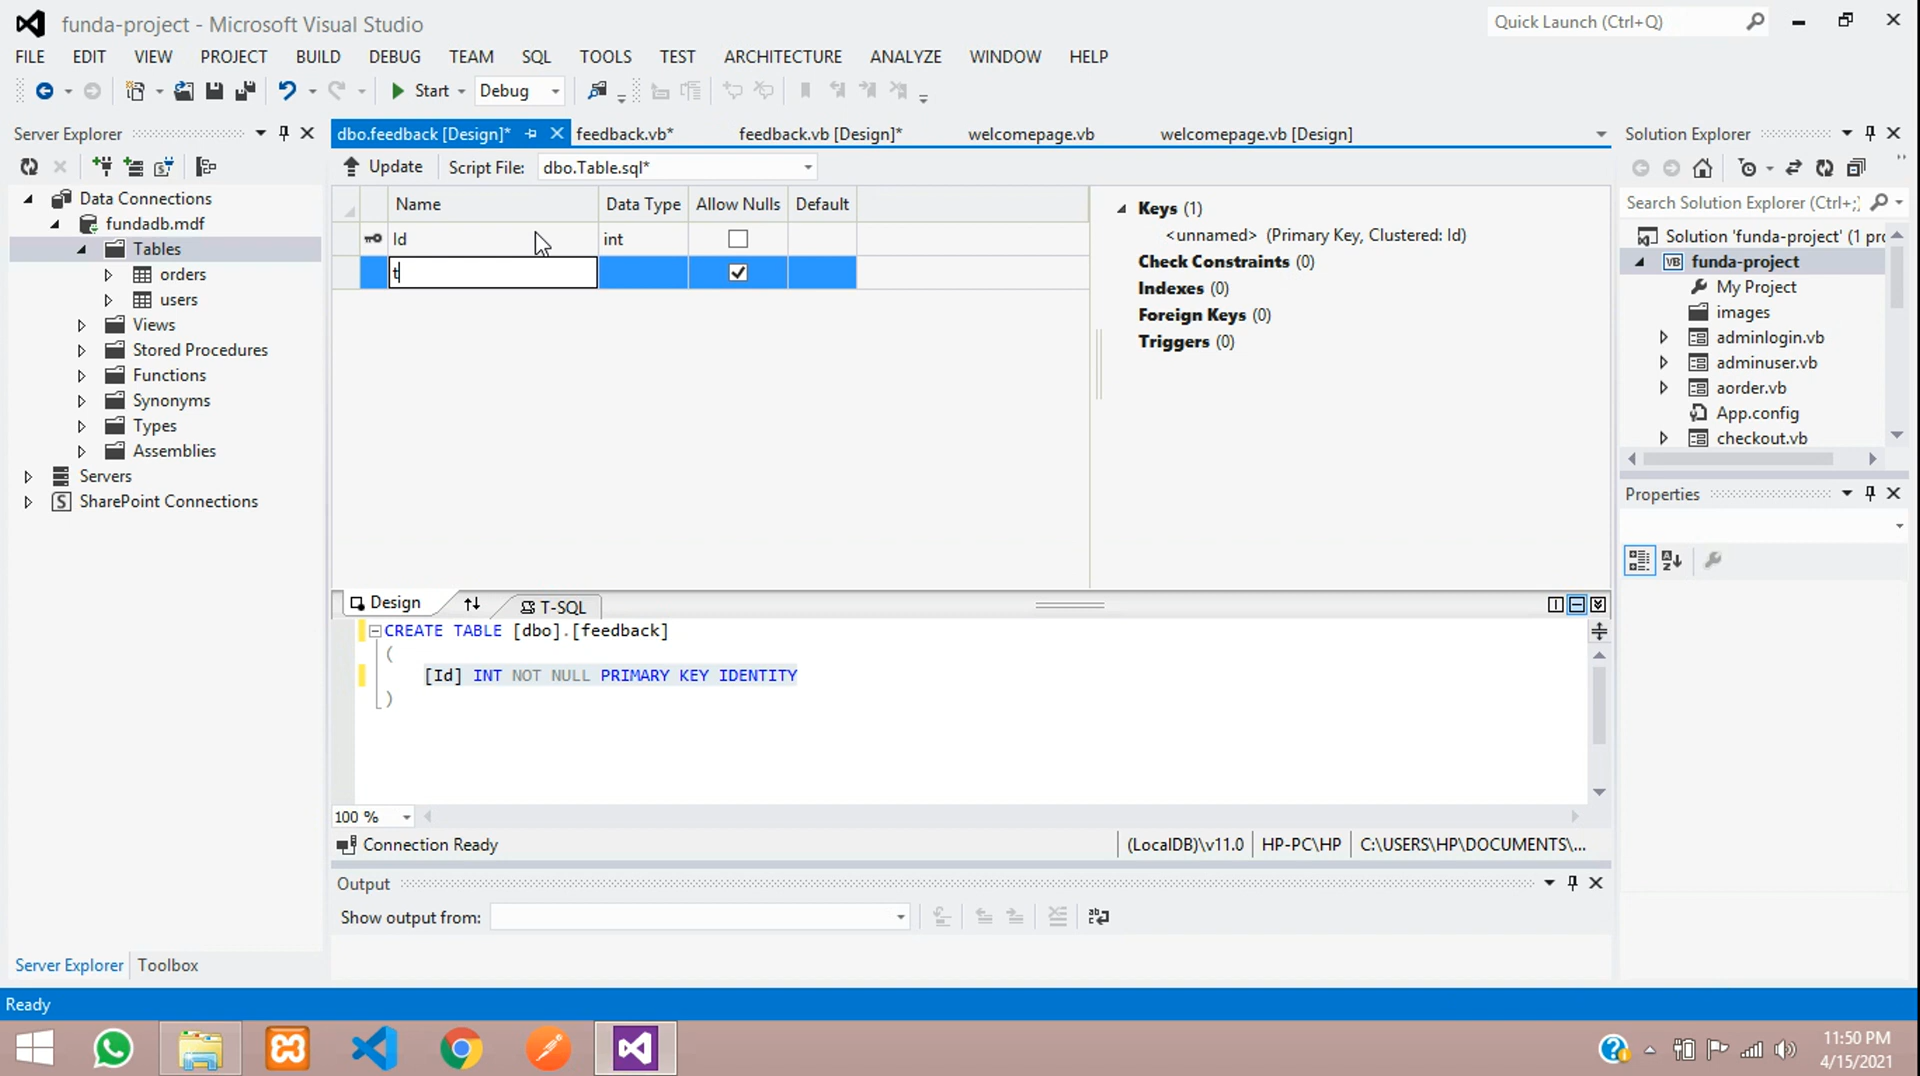 funda-project - Microsoft Visual Studio
Quick Launch (Ctrl+Q)
FILE EDIT VIEW PROJECT BUILD DEBUG TEAM SQL TOOLS TEST ARCHITECTURE ANALYZE WINDOW HELP
Start Debug
Server Explorer
dbo.feedback [Design]* feedback.vb* feedback.vb [Design]* welcomepage.vb welcomepage.vb [Design]
Solution Explorer
Update Script File: dbo.Table.sql*
Data Connections
fundadb.mdf
Tables
orders
users
Views
Stored Procedures
Functions
Synonyms
Types
Assemblies
Servers
SharePoint Connections
Server Explorer Toolbox
Name Data Type Allow Nulls Default
Id int
t
Keys (1)
<unnamed> (Primary Key, Clustered: Id)
Check Constraints (0)
Indexes (0)
Foreign Keys (0)
Triggers (0)
Design T-SQL
CREATE TABLE [dbo].[feedback]
(
[Id] INT NOT NULL PRIMARY KEY IDENTITY
)
100 %
Connection Ready (LocalDB)\v11.0 HP-PC\HP C:\USERS\HP\DOCUMENTS\...
Output
Show output from:
Search Solution Explorer (Ctrl+;)
Solution 'funda-project' (1 pro
VB funda-project
My Project
images
adminlogin.vb
adminuser.vb
aorder.vb
App.config
checkout.vb
Properties
Ready
11:50 PM
4/15/2021